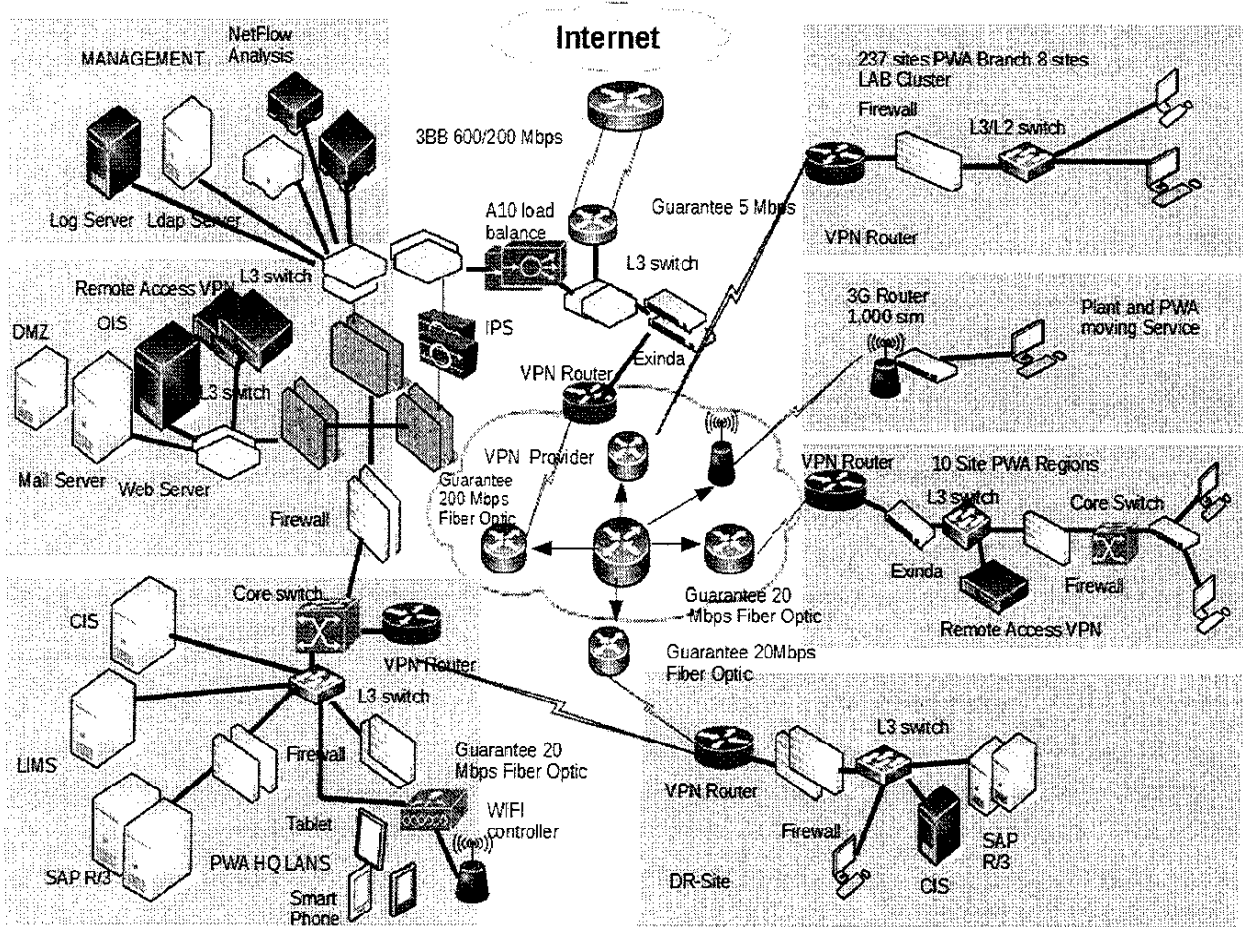 Internet
NetFlow
Analysis
MANAGEMENT
Log Server
Ldap Server
3BB 600/200 Mbps
A10 load
balance
L3 switch
Guarantee 5 Mbps
237 sites PWA Branch 8 sites
LAB Cluster
Firewall
L3/L2 switch
VPN Router
L3 switch
Remote Access VPN
OIS
DMZ
L3 switch
IPS
Exinda
VPN Router
Mail Server
Web Server
Firewall
3G Router
1,000 sim
Plant and PWA
moving Service
VPN Provider
Guarantee
200 Mbps
Fiber Optic
Guarantee 20
Mbps Fiber Optic
Guarantee 20Mbps
Fiber Optic
VPN Router
10 Site PWA Regions
L3 switch
Core Switch
Exinda
Firewall
Remote Access VPN
Core switch
CIS
VPN Router
L3 switch
LIMS
Firewall
Guarantee 20
Mbps Fiber Optic
WIFI
controller
Tablet
SAP R/3
PWA HQ LANS
Smart
Phone
L3 switch
VPN Router
Firewall
SAP
R/3
CIS
DR-Site